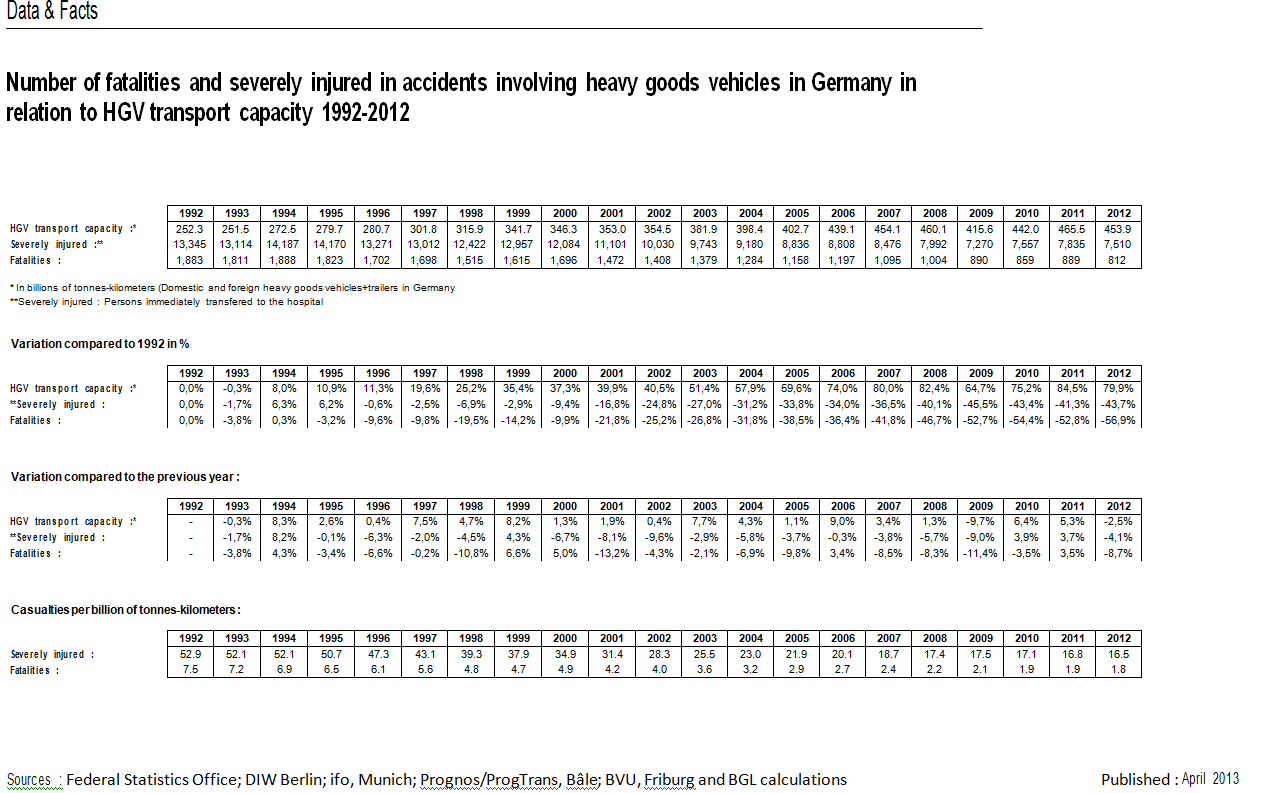 Data & Facts
Number of fatalities and severely injured in accidents involving heavy goods vehicles in Germany in
relation to HGV transport capacity 1992-2012
1992 1993 1994 1995 1996 1997 1998 1999 2000 2001 2002 2003 2004 2005 2006 2007 2008 2009 2010 2011 2012
HGV transport capacity :* 252.3 251.5 272.5 279.7 280.7 301.8 315.9 341.7 346.3 353.0 354.5 381.9 398.4 402.7 439.1 454.1 460.1 415.6 442.0 465.5 453.9
Severely injured :** 13,345 13,114 14,187 14,170 13,271 13,012 12,422 12,957 12,084 11,101 10,030 9,743 9,180 8,836 8,808 8,476 7,992 7,270 7,557 7,835 7,510
Fatalities : 1,883 1,811 1,888 1,823 1,702 1,698 1,515 1,615 1,696 1,472 1,408 1,379 1,284 1,158 1,197 1,095 1,004 890 859 889 812
* In billions of tonnes-kilometers (Domestic and foreign heavy goods vehicles+trailers in Germany
**Severely injured : Persons immediately transfered to the hospital
Variation compared to 1992 in %
1992 1993 1994 1995 1996 1997 1998 1999 2000 2001 2002 2003 2004 2005 2006 2007 2008 2009 2010 2011 2012
HGV transport capacity :* 0,0% -0,3% 8,0% 10,9% 11,3% 19,6% 25,2% 35,4% 37,3% 39,9% 40,5% 51,4% 57,9% 59,6% 74,0% 80,0% 82,4% 64,7% 75,2% 84,5% 79,9%
**Severely injured : 0,0% -1,7% 6,3% 6,2% -0,6% -2,5% -6,9% -2,9% -9,4% -16,8% -24,8% -27,0% -31,2% -33,8% -34,0% -36,5% -40,1% -45,5% -43,4% -41,3% -43,7%
Fatalities : 0,0% -3,8% 0,3% -3,2% -9,6% -9,8% -19,5% -14,2% -9,9% -21,8% -25,2% -26,8% -31,8% -38,5% -36,4% -41,8% -46,7% -52,7% -54,4% -52,8% -56,9%
Variation compared to the previous year :
1992 1993 1994 1995 1996 1997 1998 1999 2000 2001 2002 2003 2004 2005 2006 2007 2008 2009 2010 2011 2012
HGV transport capacity :* - -0,3% 8,3% 2,6% 0,4% 7,5% 4,7% 8,2% 1,3% 1,9% 0,4% 7,7% 4,3% 1,1% 9,0% 3,4% 1,3% -9,7% 6,4% 5,3% -2,5%
**Severely injured : - -1,7% 8,2% -0,1% -6,3% -2,0% -4,5% 4,3% -6,7% -8,1% -9,6% -2,9% -5,8% -3,7% -0,3% -3,8% -5,7% -9,0% 3,9% 3,7% -4,1%
Fatalities : - -3,8% 4,3% -3,4% -6,6% -0,2% -10,8% 6,6% 5,0% -13,2% -4,3% -2,1% -6,9% -9,8% 3,4% -8,5% -8,3% -11,4% -3,5% 3,5% -8,7%
Casualties per billion of tonnes-kilometers :
1992 1993 1994 1995 1996 1997 1998 1999 2000 2001 2002 2003 2004 2005 2006 2007 2008 2009 2010 2011 2012
Severely injured : 52.9 52.1 52.1 50.7 47.3 43.1 39.3 37.9 34.9 31.4 28.3 25.5 23.0 21.9 20.1 18.7 17.4 17.5 17.1 16.8 16.5
Fatalities : 7.5 7.2 6.9 6.5 6.1 5.6 4.8 4.7 4.9 4.2 4.0 3.6 3.2 2.9 2.7 2.4 2.2 2.1 1.9 1.9 1.8
Sources : Federal Statistics Office; DIW Berlin; ifo, Munich; Prognos/ProgTrans, Bâle; BVU, Friburg and BGL calculations Published : April 2013